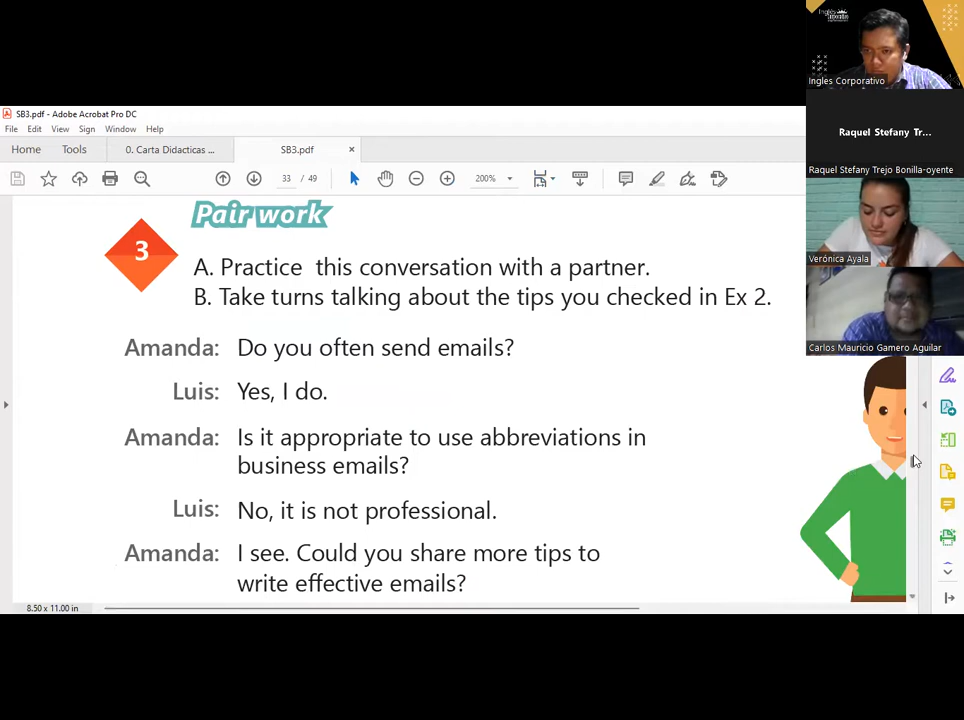 SB3.pdf - Adobe Acrobat Pro DC
File Edit View Sign Window Help
Home Tools 0. Carta Didacticas ... SB3.pdf ×
33 / 49 200%
Pair work
3
A. Practice this conversation with a partner.
B. Take turns talking about the tips you checked in Ex 2.
Amanda: Do you often send emails?
Luis: Yes, I do.
Amanda: Is it appropriate to use abbreviations in
business emails?
Luis: No, it is not professional.
Amanda: I see. Could you share more tips to
write effective emails?
8.50 x 11.00 in
Inglés
Corporativo
Ingles Corporativo
Raquel Stefany Tr...
Raquel Stefany Trejo Bonilla-oyente
Verónica Ayala
Carlos Mauricio Gamero Aguilar